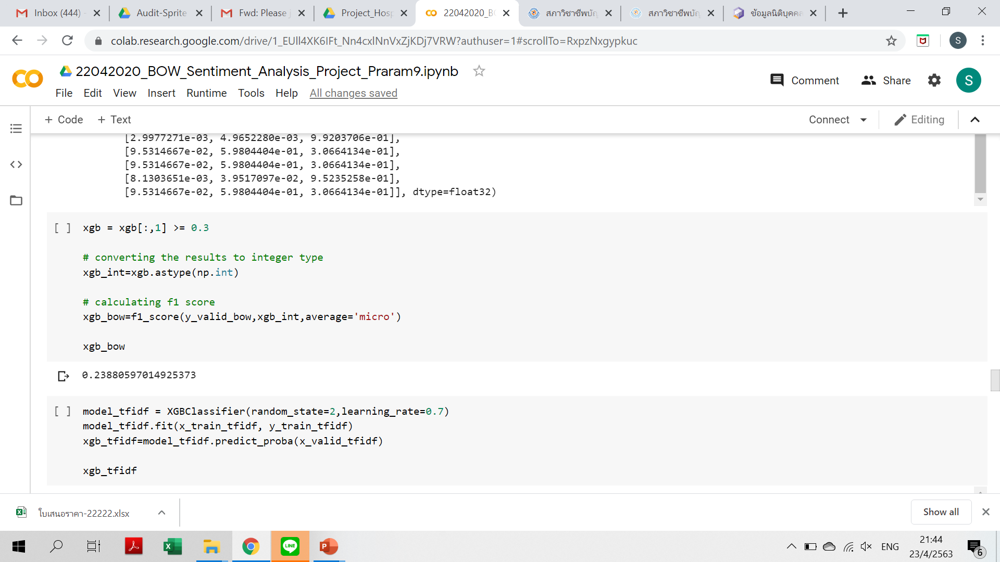 Inbox (444)
Audit-Sprite
Fwd: Please
Project_Hosp
22042020_B
สภาวิชาชีพบัญ
สภาวิชาชีพบัญ
ข้อมูลนิติบุคคล
colab.research.google.com/drive/1_EUll4XK6IFt_Nn4cxlNnVxZjKDj7VRW?authuser=1#scrollTo=RxpzNxgypkuc
S
22042020_BOW_Sentiment_Analysis_Project_Praram9.ipynb
Comment
Share
S
File Edit View Insert Runtime Tools Help All changes saved
+ Code + Text
Connect
Editing
[2.9977271e-03, 4.9652280e-03, 9.9203706e-01],
[9.5314667e-02, 5.9804404e-01, 3.0664134e-01],
[9.5314667e-02, 5.9804404e-01, 3.0664134e-01],
[8.1303651e-03, 3.9517097e-02, 9.5235258e-01],
[9.5314667e-02, 5.9804404e-01, 3.0664134e-01]], dtype=float32)
[ ] xgb = xgb[:,1] >= 0.3
# converting the results to integer type
xgb_int=xgb.astype(np.int)
# calculating f1 score
xgb_bow=f1_score(y_valid_bow,xgb_int,average='micro')
xgb_bow
0.23880597014925373
[ ] model_tfidf = XGBClassifier(random_state=2,learning_rate=0.7)
model_tfidf.fit(x_train_tfidf, y_train_tfidf)
xgb_tfidf=model_tfidf.predict_proba(x_valid_tfidf)
xgb_tfidf
ใบเสนอราคา-22222.xlsx
Show all
LINE
ENG
21:44
23/4/2563
6